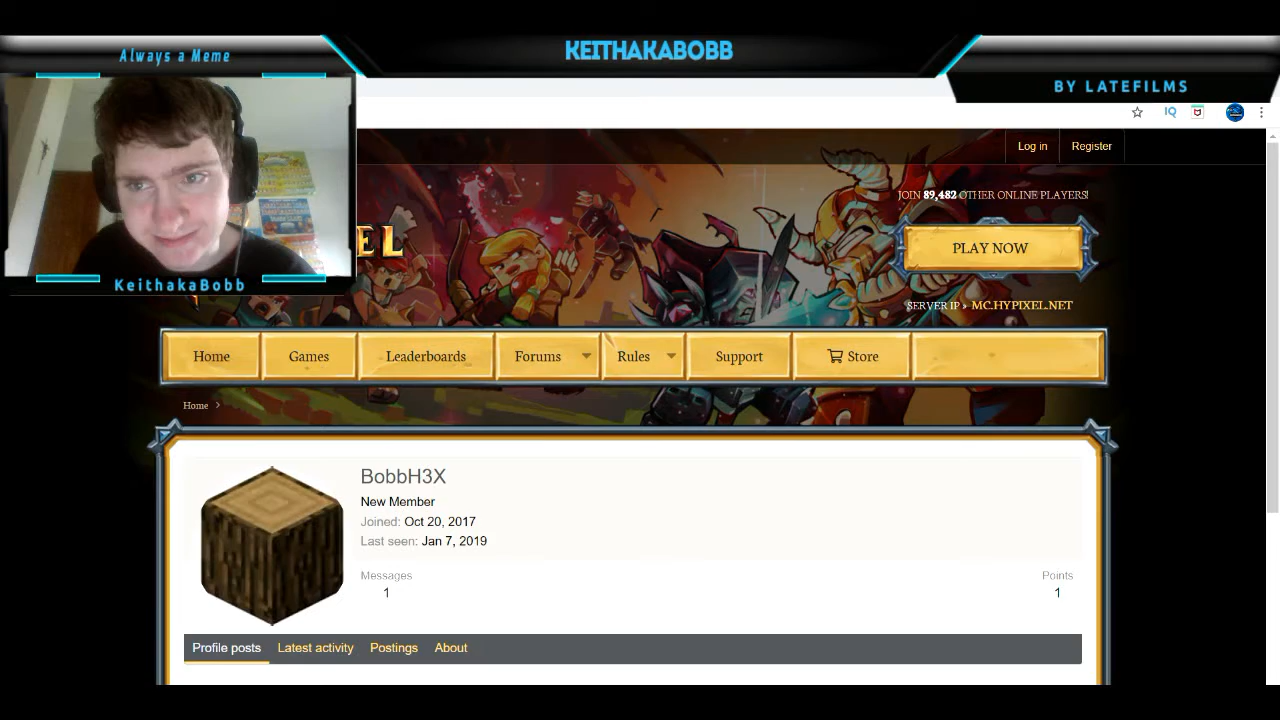 Always a Meme
KEITHAKABOBB
BY LATEFILMS
IQ
Log in
Register
JOIN 89,482 OTHER ONLINE PLAYERS!
EL
PLAY NOW
KeithakaBobb
SERVER IP » MC.HYPIXEL.NET
Home
Games
Leaderboards
Forums
Rules
Support
Store
Home >
BobbH3X
New Member
Joined: Oct 20, 2017
Last seen: Jan 7, 2019
Messages
1
Points
1
Profile posts
Latest activity
Postings
About